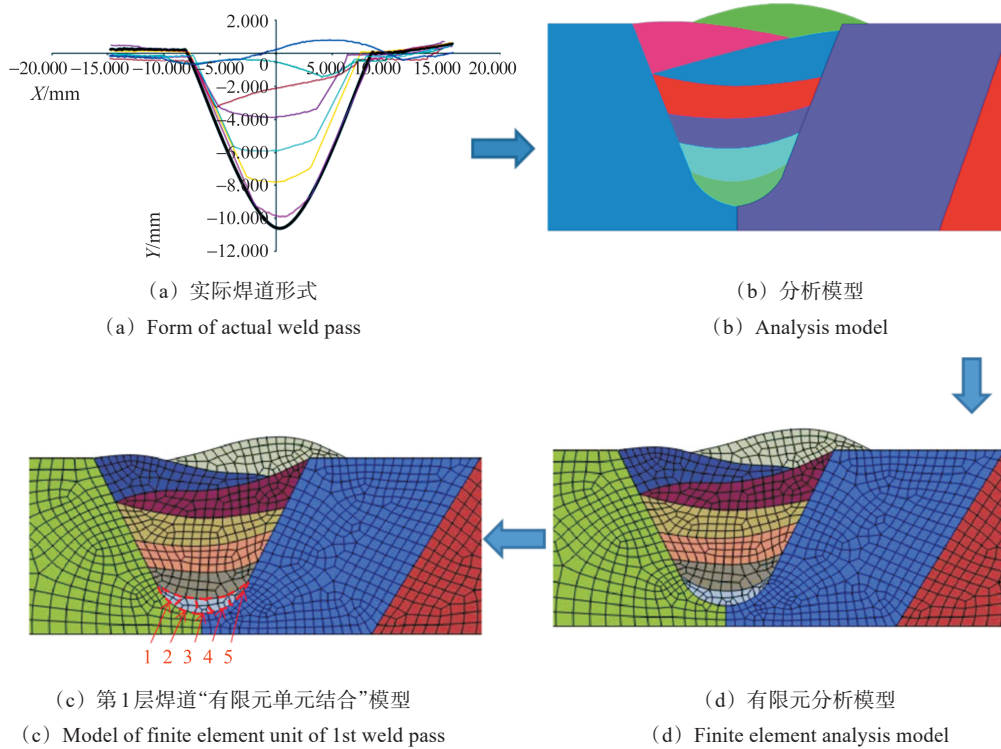 2.000
−20.000 −15.000 −10.000 −5.000 0 5.000 10.000 15.000 20.000
X/mm
−2.000
−4.000
−6.000
−8.000
−10.000
−12.000
Y/mm
（a）实际焊道形式
（a）Form of actual weld pass
（b）分析模型
（b）Analysis model
1 2 3 4 5
（c）第1层焊道“有限元单元结合”模型
（c）Model of finite element unit of 1st weld pass
（d）有限元分析模型
（d）Finite element analysis model